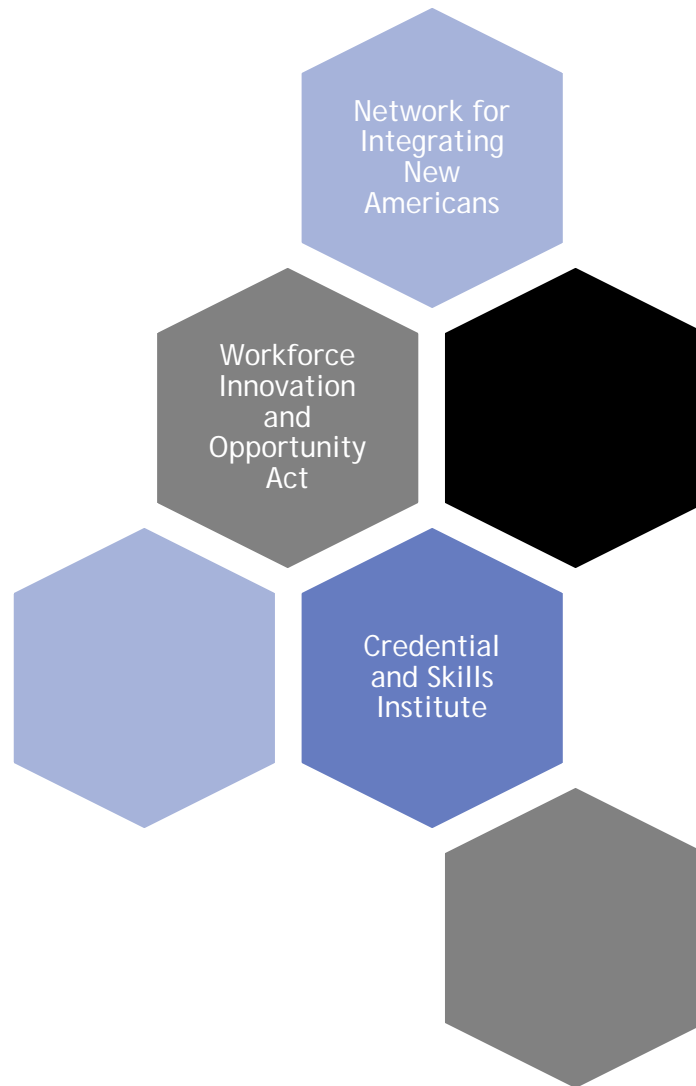 Network for
Integrating
New
Americans
Workforce
Innovation
and
Opportunity
Act
Credential
and Skills
Institute